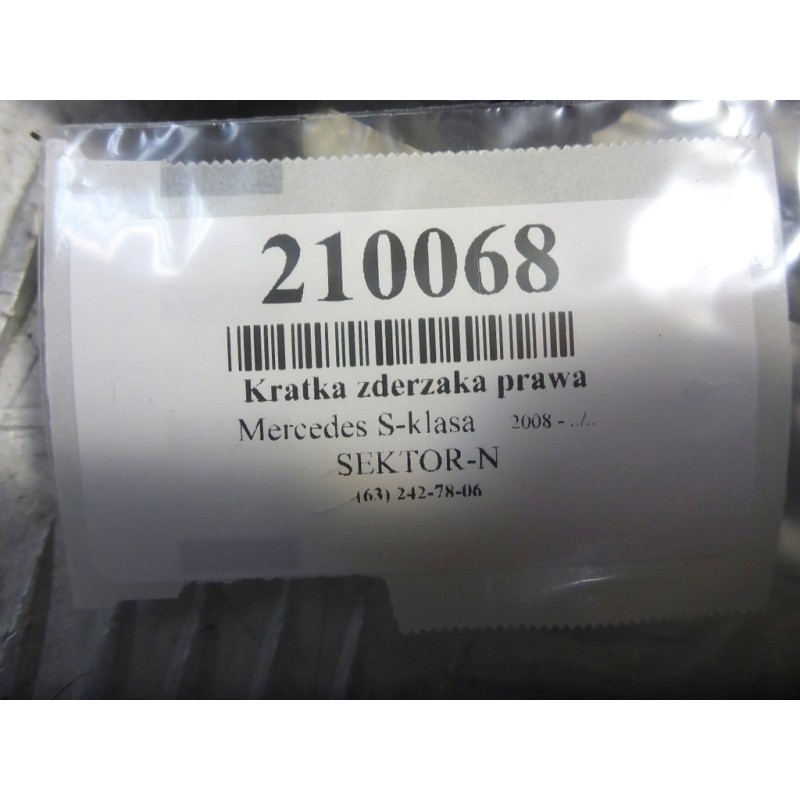 210068
Kratka zderzaka prawa
Mercedes S-klasa 2008 - ../..
SEKTOR-N
(63) 242-78-06